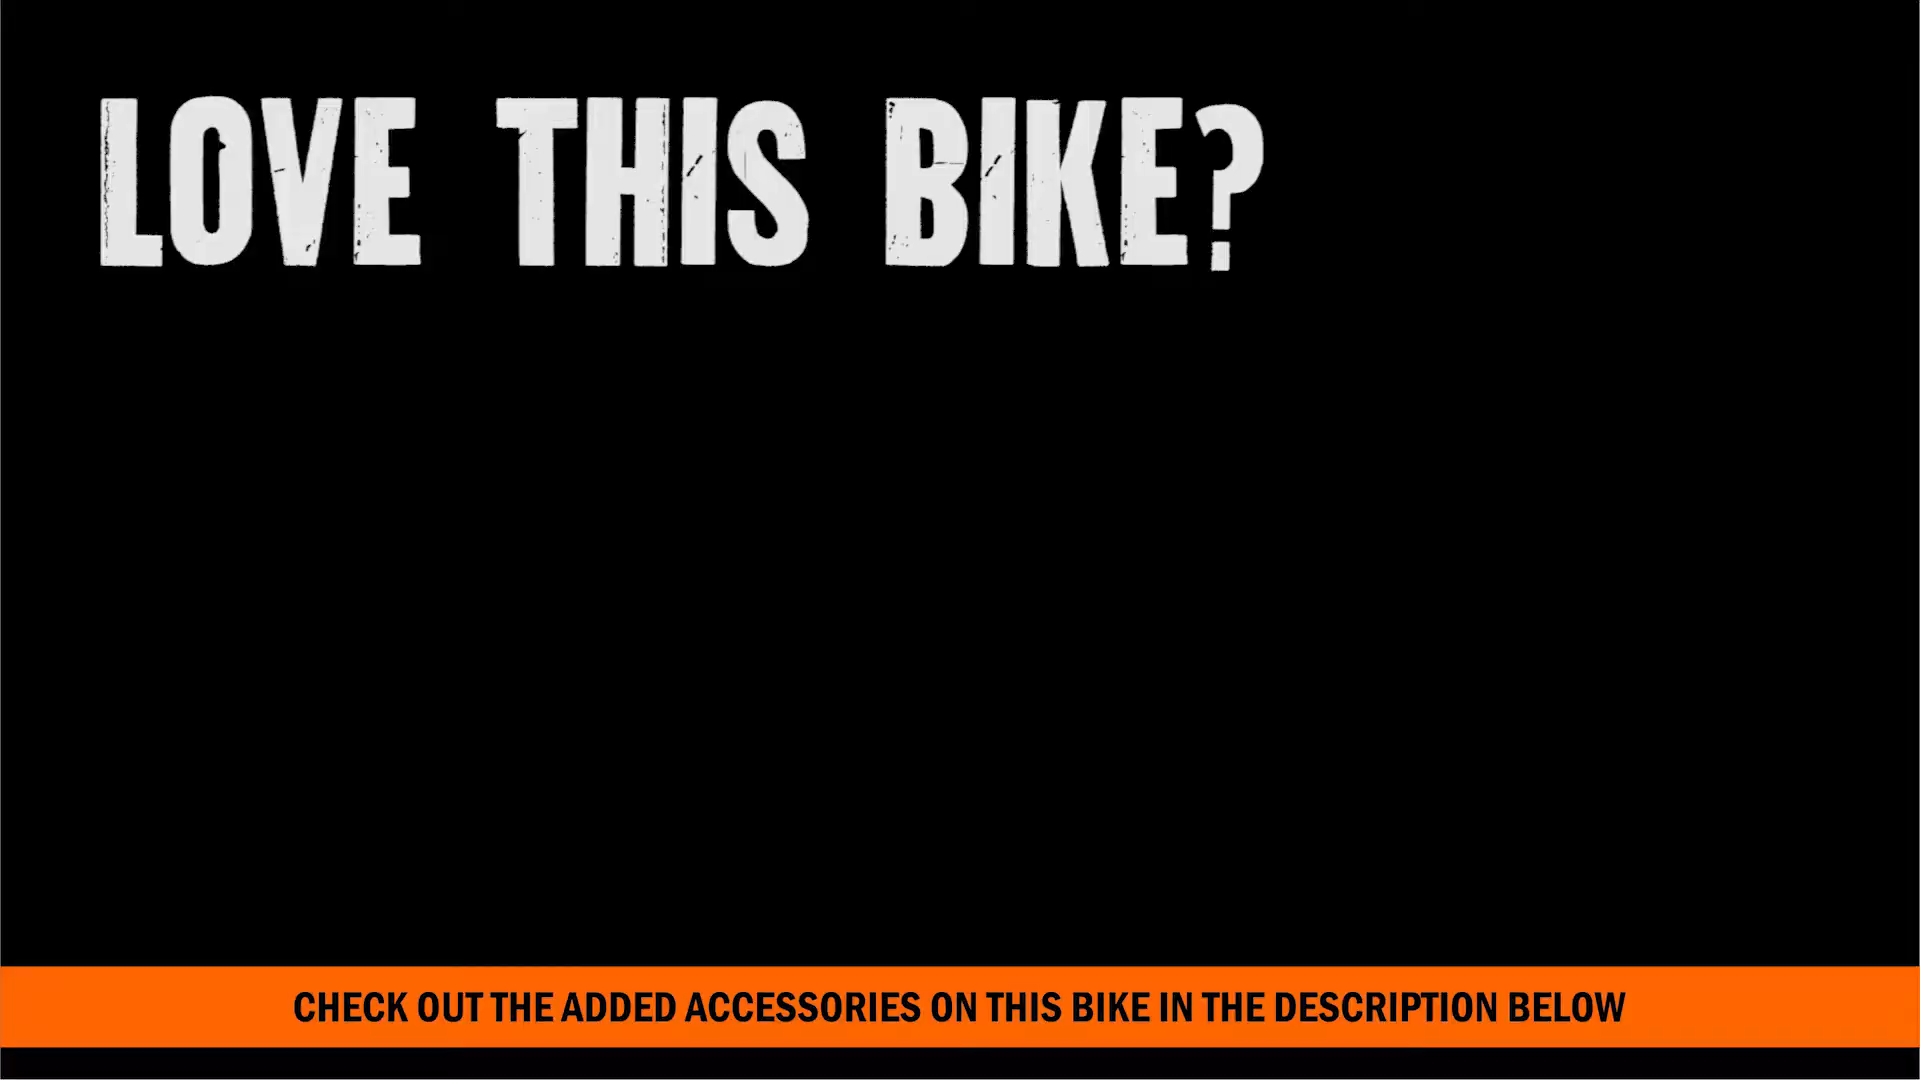 LOVE THIS BIKE?
CHECK OUT THE ADDED ACCESSORIES ON THIS BIKE IN THE DESCRIPTION BELOW